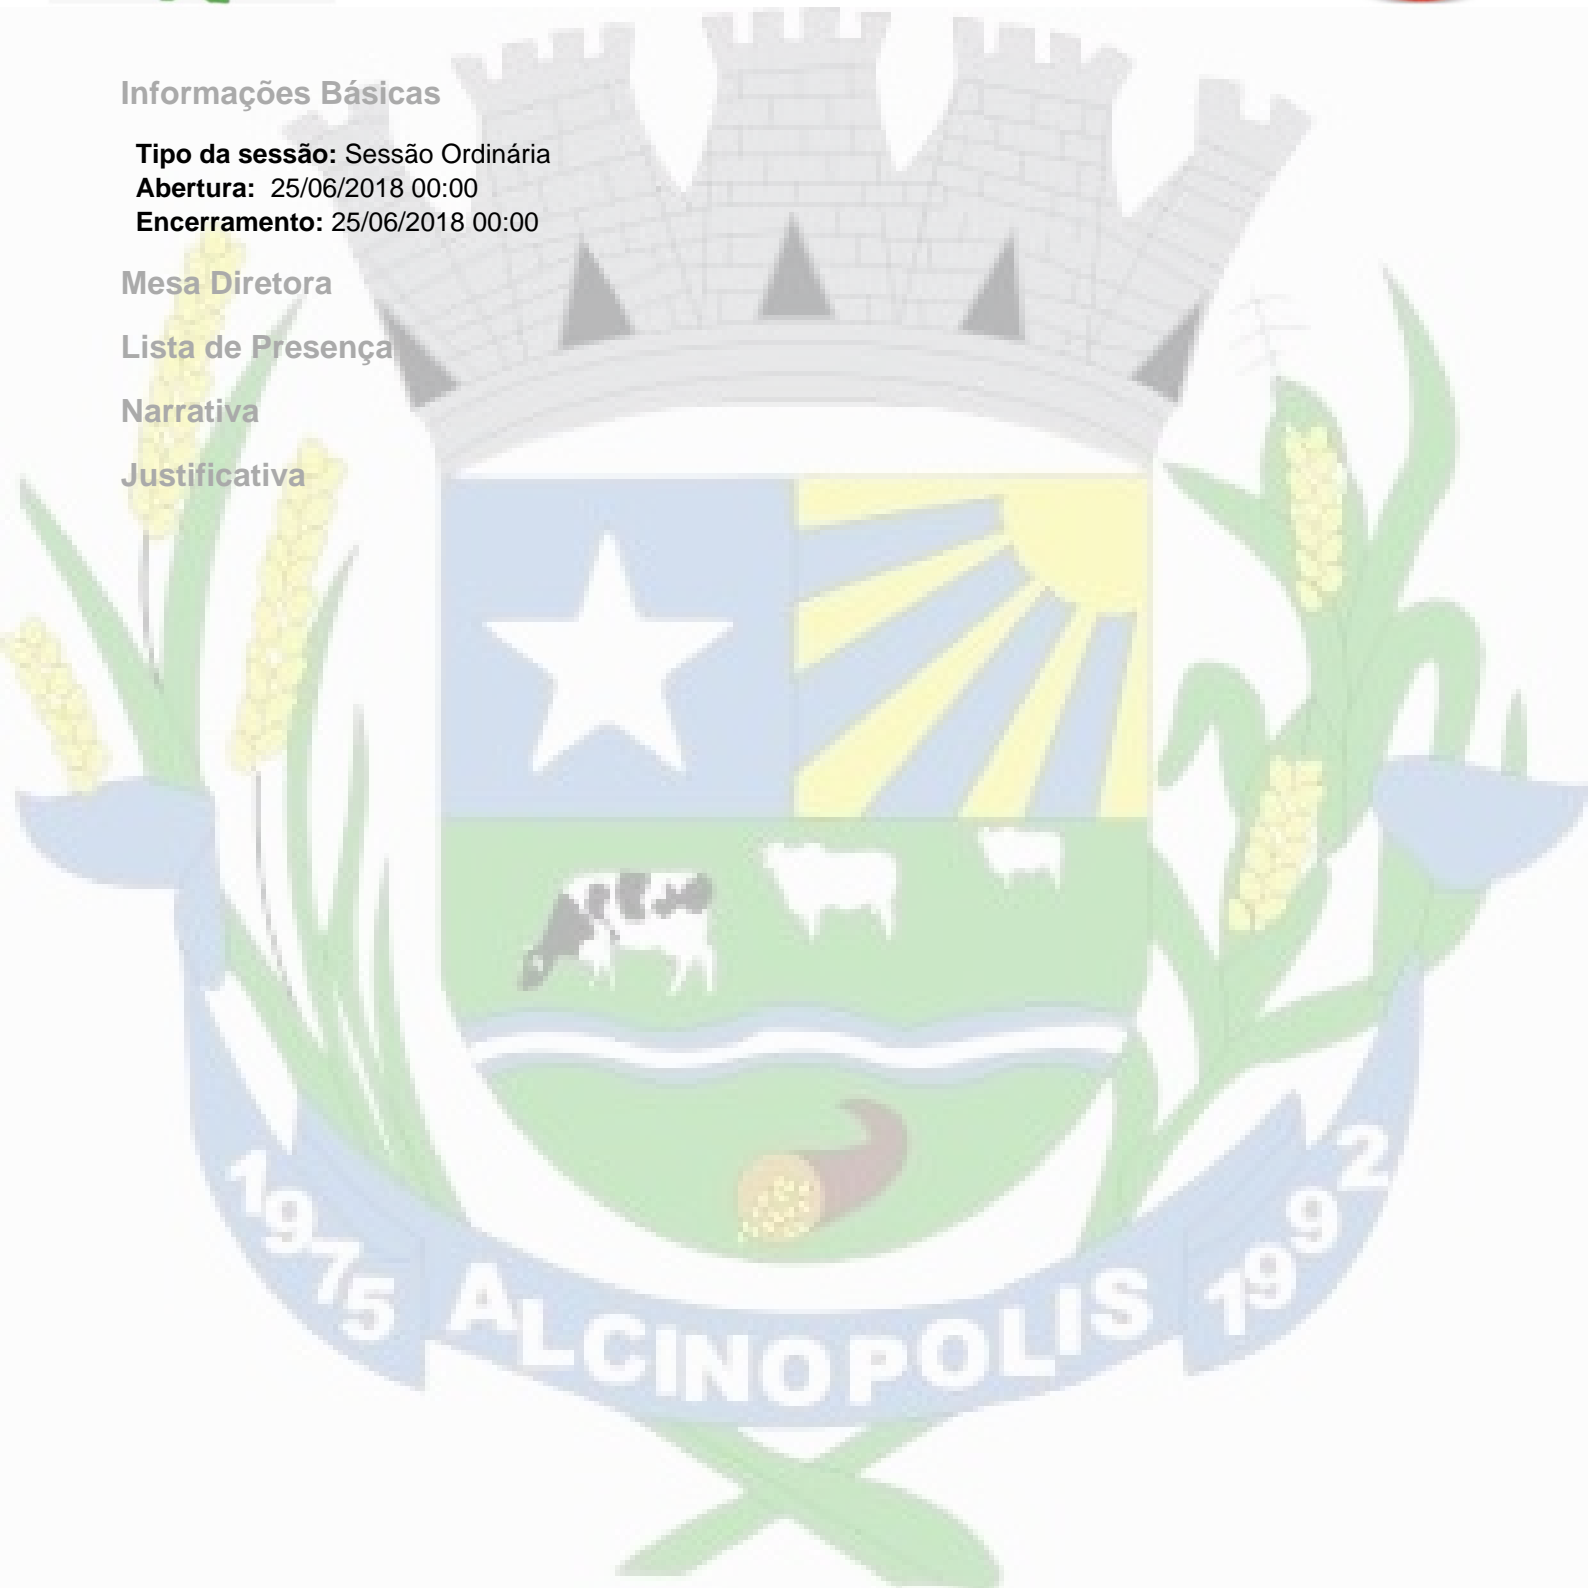 Informações Básicas
Tipo da sessão: Sessão Ordinária
Abertura: 25/06/2018 00:00
Encerramento: 25/06/2018 00:00
Mesa Diretora
Lista de Presença
Narrativa
Justificativa
1975 ALCINOPOLIS 1992